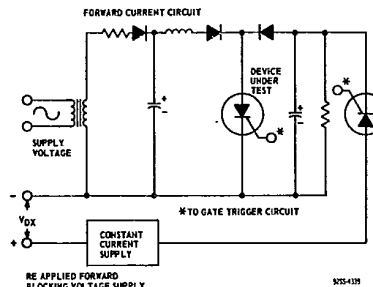 FORWARD CURRENT CIRCUIT
DEVICE
UNDER
TEST
*
*
+
-
+
-
SUPPLY
VOLTAGE
-
VDX
+
* TO GATE TRIGGER CIRCUIT
CONSTANT
CURRENT
SUPPLY
RE APPLIED FORWARD
BLOCKING VOLTAGE SUPPLY
92SS-4339